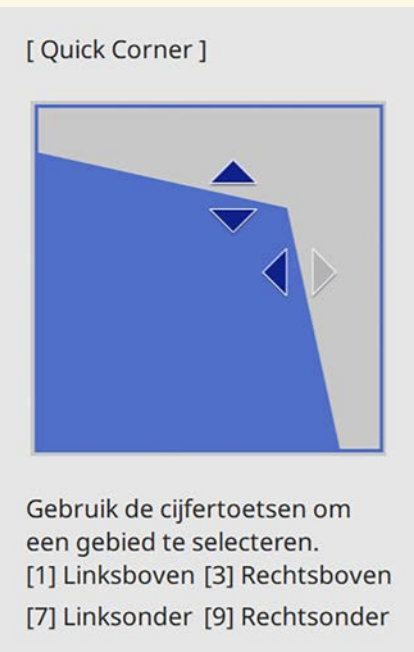 [ Quick Corner ]
Gebruik de cijfertoetsen om
een gebied te selecteren.
[1] Linksboven [3] Rechtsboven
[7] Linksonder [9] Rechtsonder